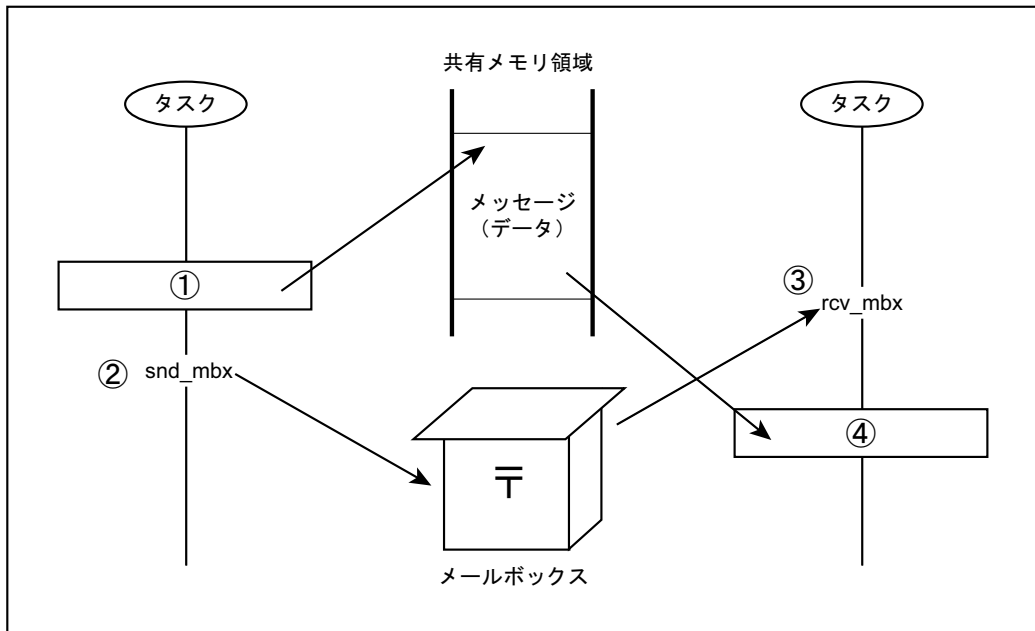 共有メモリ領域
タスク
タスク
メッセージ
（データ）
①
③
rcv_mbx
② snd_mbx
④
〒
メールボックス